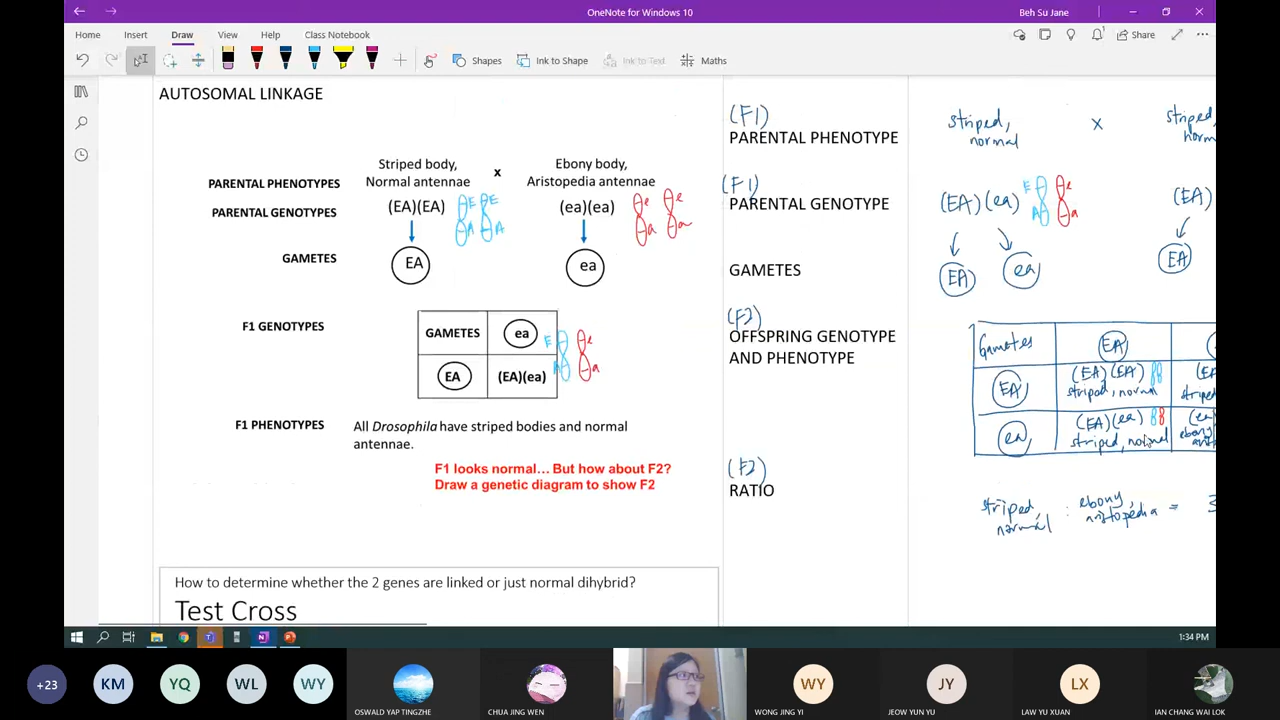 OneNote for Windows 10
Beh Su Jane
Home Insert Draw View Help Class Notebook
Share
Shapes Ink to Shape Ink to Text Maths
AUTOSOMAL LINKAGE
Striped body, Ebony body,
PARENTAL PHENOTYPES Normal antennae x Aristopedia antennae
PARENTAL GENOTYPES (EA)(EA) E E A A (ea)(ea) e e a a
GAMETES EA ea
F1 GENOTYPES GAMETES ea E e
EA (EA)(ea) A a
F1 PHENOTYPES All Drosophila have striped bodies and normal
antennae.
F1 looks normal... But how about F2?
Draw a genetic diagram to show F2
How to determine whether the 2 genes are linked or just normal dihybrid?
Test Cross
(F1)
PARENTAL PHENOTYPE
(F1)
PARENTAL GENOTYPE
GAMETES
(F2)
OFFSPRING GENOTYPE
AND PHENOTYPE
(F2)
RATIO
striped, x striped,
normal
(EA)(ea) E e A a (EA)
EA ea EA
Gametes EA
EA (EA)(EA)
striped, normal
ea (EA)(ea)
striped, normal ebony
striped, : ebony, = 3
normal aristopedia
1:34 PM
+23 KM YQ WL WY OSWALD YAP TINGZHE CHUA JING WEN WY WONG JING YI JY JEOW YUN YU LX LAW YU XUAN IAN CHANG WAI LOK